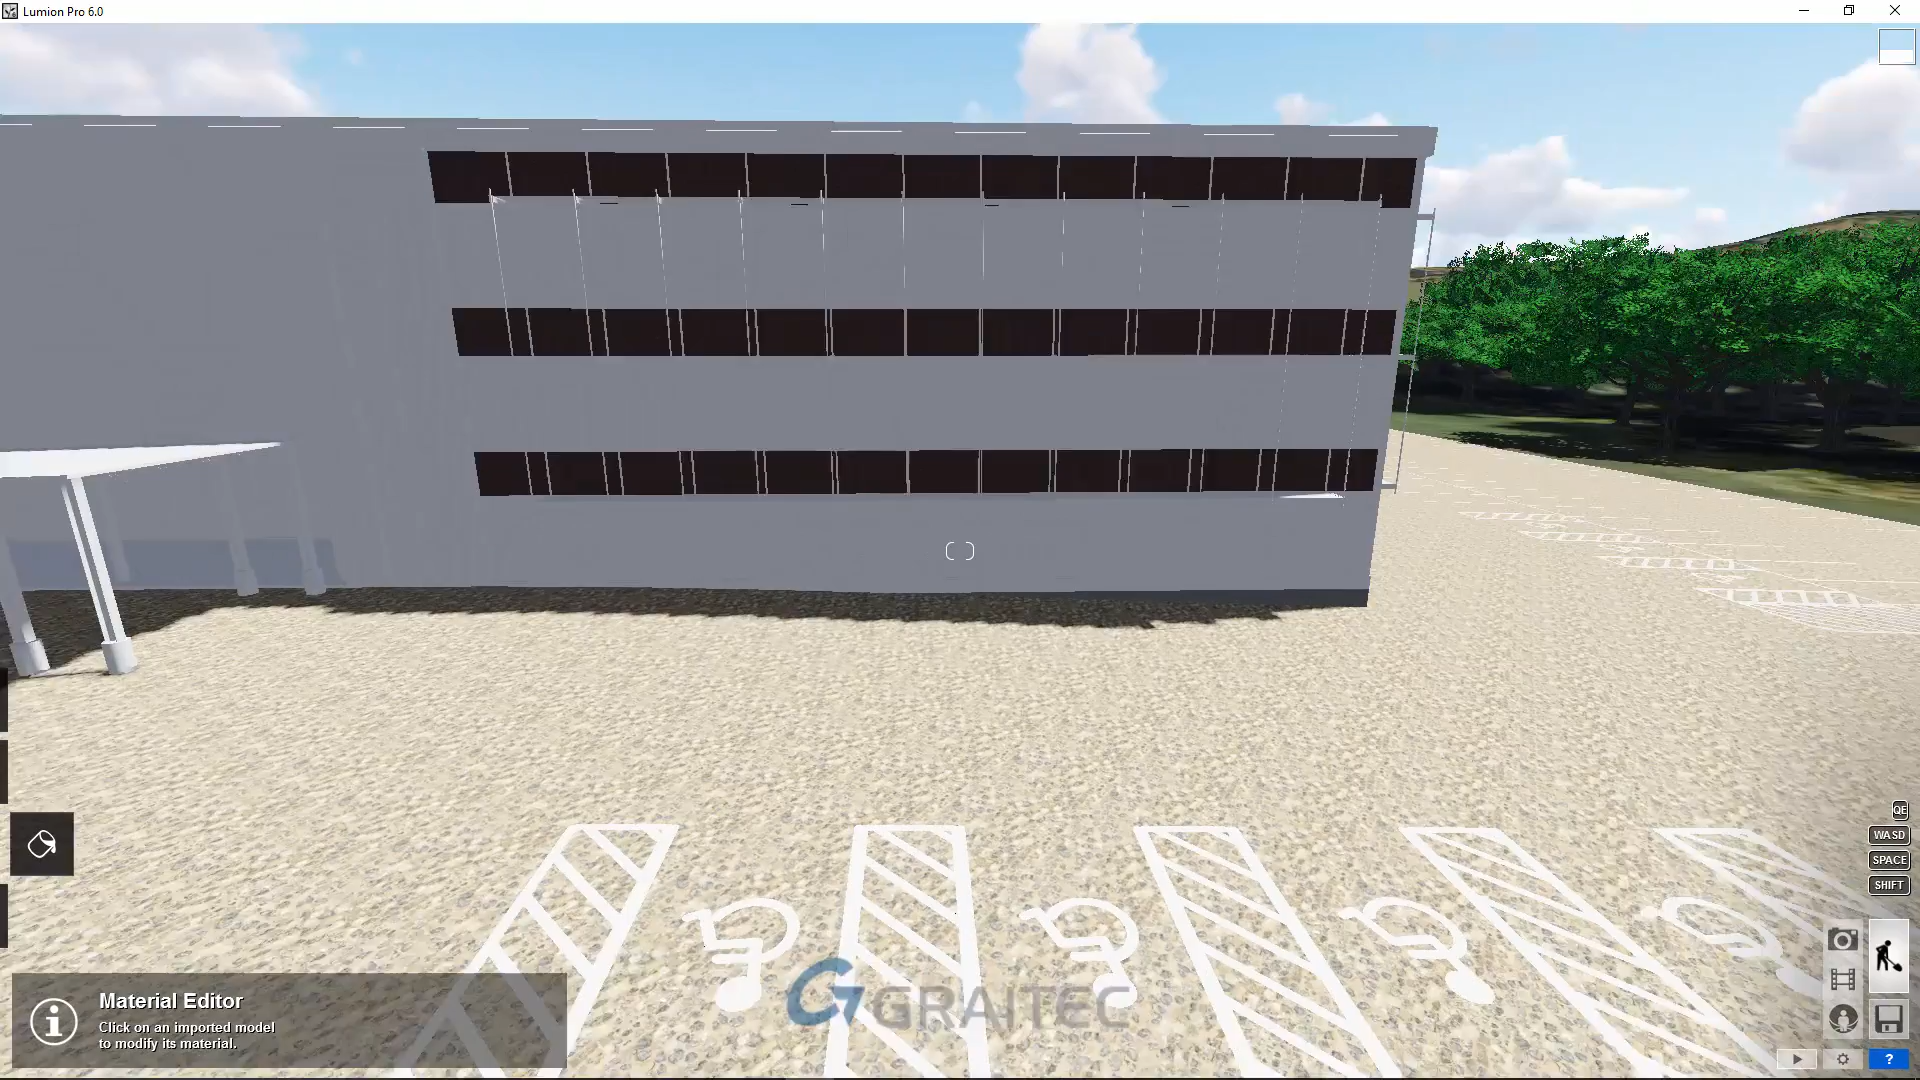 Lumion Pro 6.0
QE
WASD
SPACE
SHIFT
Material Editor
Click on an imported model
to modify its material.
GRAITEC
?